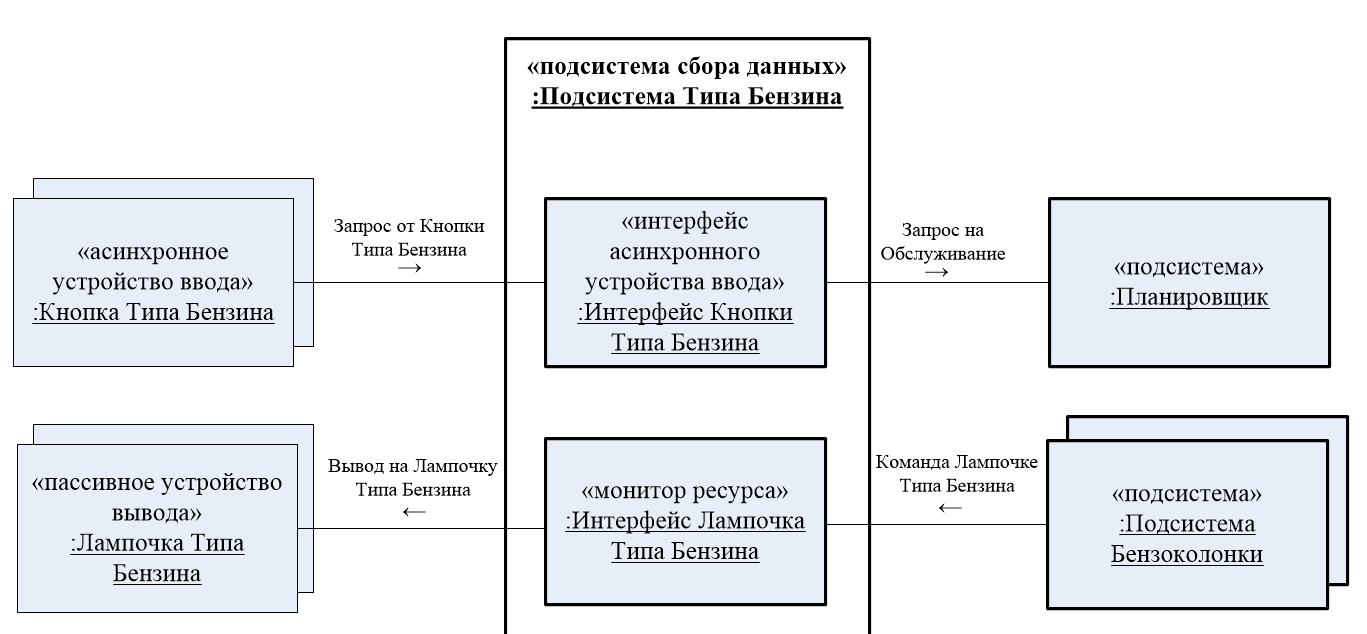 «подсистема сбора данных»
:Подсистема Типа Бензина
«асинхронное
устройство ввода»
:Кнопка Типа Бензина
Запрос от Кнопки
Типа Бензина
→
«интерфейс
асинхронного
устройства ввода»
:Интерфейс Кнопки
Типа Бензина
Запрос на
Обслуживание
→
«подсистема»
:Планировщик
«пассивное устройство
вывода»
:Лампочка Типа
Бензина
Вывод на Лампочку
Типа Бензина
←
«монитор ресурса»
:Интерфейс Лампочка
Типа Бензина
Команда Лампочке
Типа Бензина
←
«подсистема»
:Подсистема
Бензоколонки